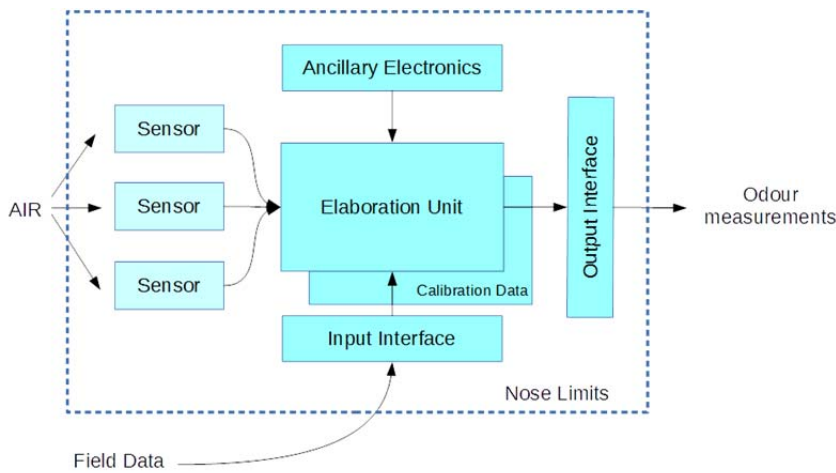 Ancillary Electronics
Sensor
AIR
Sensor
Sensor
Elaboration Unit
Calibration Data
Input Interface
Output Interface
Odour
measurements
Nose Limits
Field Data